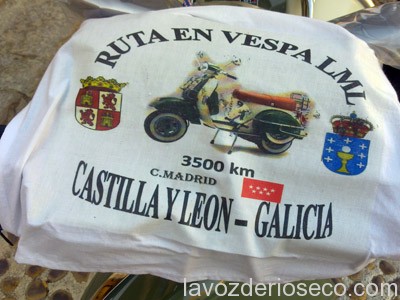 RUTA EN VESPA LML
3500 km
C.MADRID
CASTILLA Y LEON - GALICIA
lavozderioseco.com